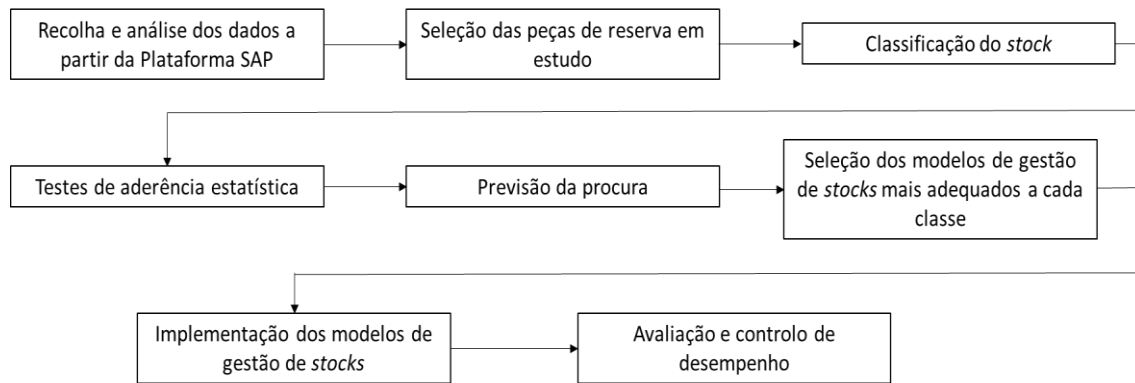 Recolha e análise dos dados a
partir da Plataforma SAP
Seleção das peças de reserva em
estudo
Classificação do stock
Testes de aderência estatística
Previsão da procura
Seleção dos modelos de gestão
de stocks mais adequados a cada
classe
Implementação dos modelos de
gestão de stocks
Avaliação e controlo de
desempenho